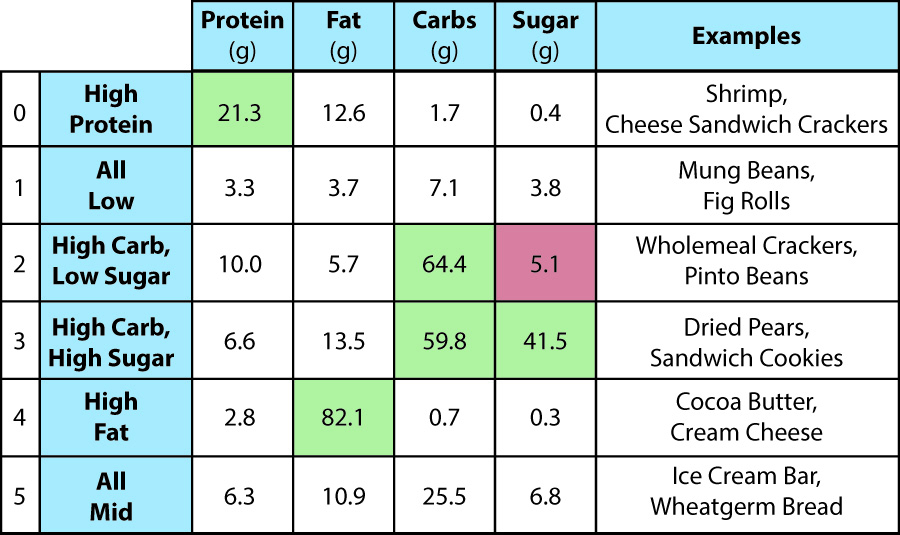 Protein Fat Carbs Sugar Examples
(g) (g) (g) (g)
0 High Protein 21.3 12.6 1.7 0.4 Shrimp,
Cheese Sandwich Crackers
1 All Low 3.3 3.7 7.1 3.8 Mung Beans,
Fig Rolls
2 High Carb, Low Sugar 10.0 5.7 64.4 5.1 Wholemeal Crackers,
Pinto Beans
3 High Carb, High Sugar 6.6 13.5 59.8 41.5 Dried Pears,
Sandwich Cookies
4 High Fat 2.8 82.1 0.7 0.3 Cocoa Butter,
Cream Cheese
5 All Mid 6.3 10.9 25.5 6.8 Ice Cream Bar,
Wheatgerm Bread